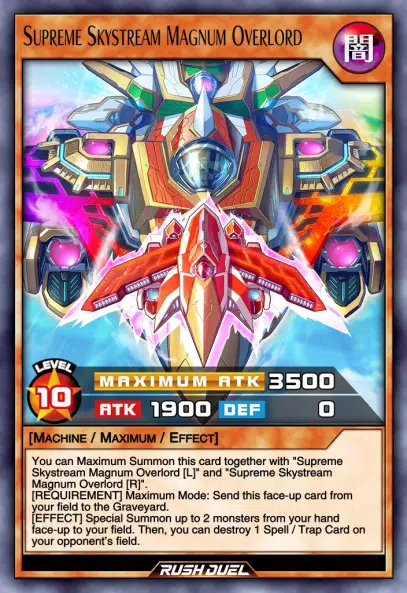 Supreme Skystream Magnum Overlord
闇
LEVEL
10
MAXIMUM ATK 3500
ATK 1900 DEF 0
[Machine / Maximum / Effect]
You can Maximum Summon this card together with "Supreme
Skystream Magnum Overlord [L]" and "Supreme Skystream
Magnum Overlord [R]".
[REQUIREMENT] Maximum Mode: Send this face-up card from
your field to the Graveyard.
[EFFECT] Special Summon up to 2 monsters from your hand
face-up to your field. Then, you can destroy 1 Spell / Trap Card on
your opponent's field.
RUSH DUEL